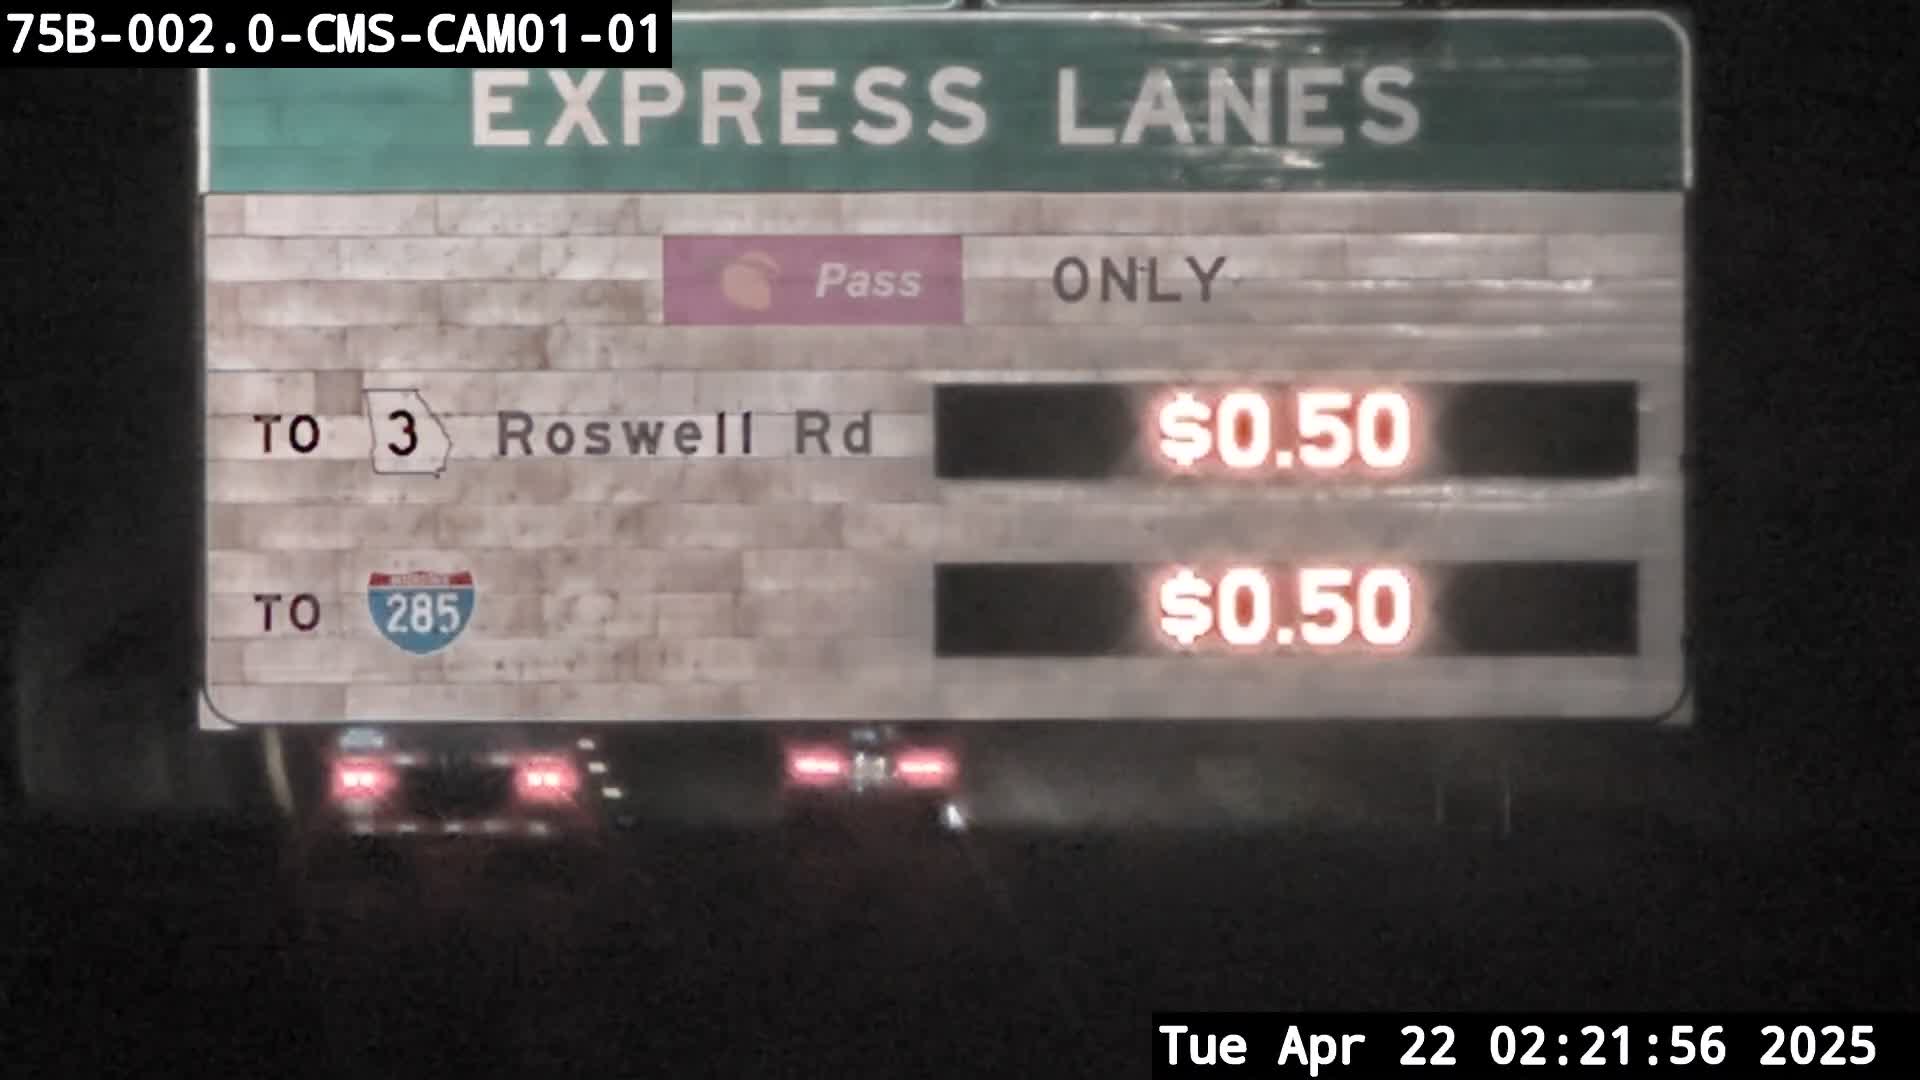 75B-002.0-CMS-CAM01-01
EXPRESS LANES
Pass ONLY
TO 3 Roswell Rd $0.50
TO 285 $0.50
Tue Apr 22 02:21:56 2025